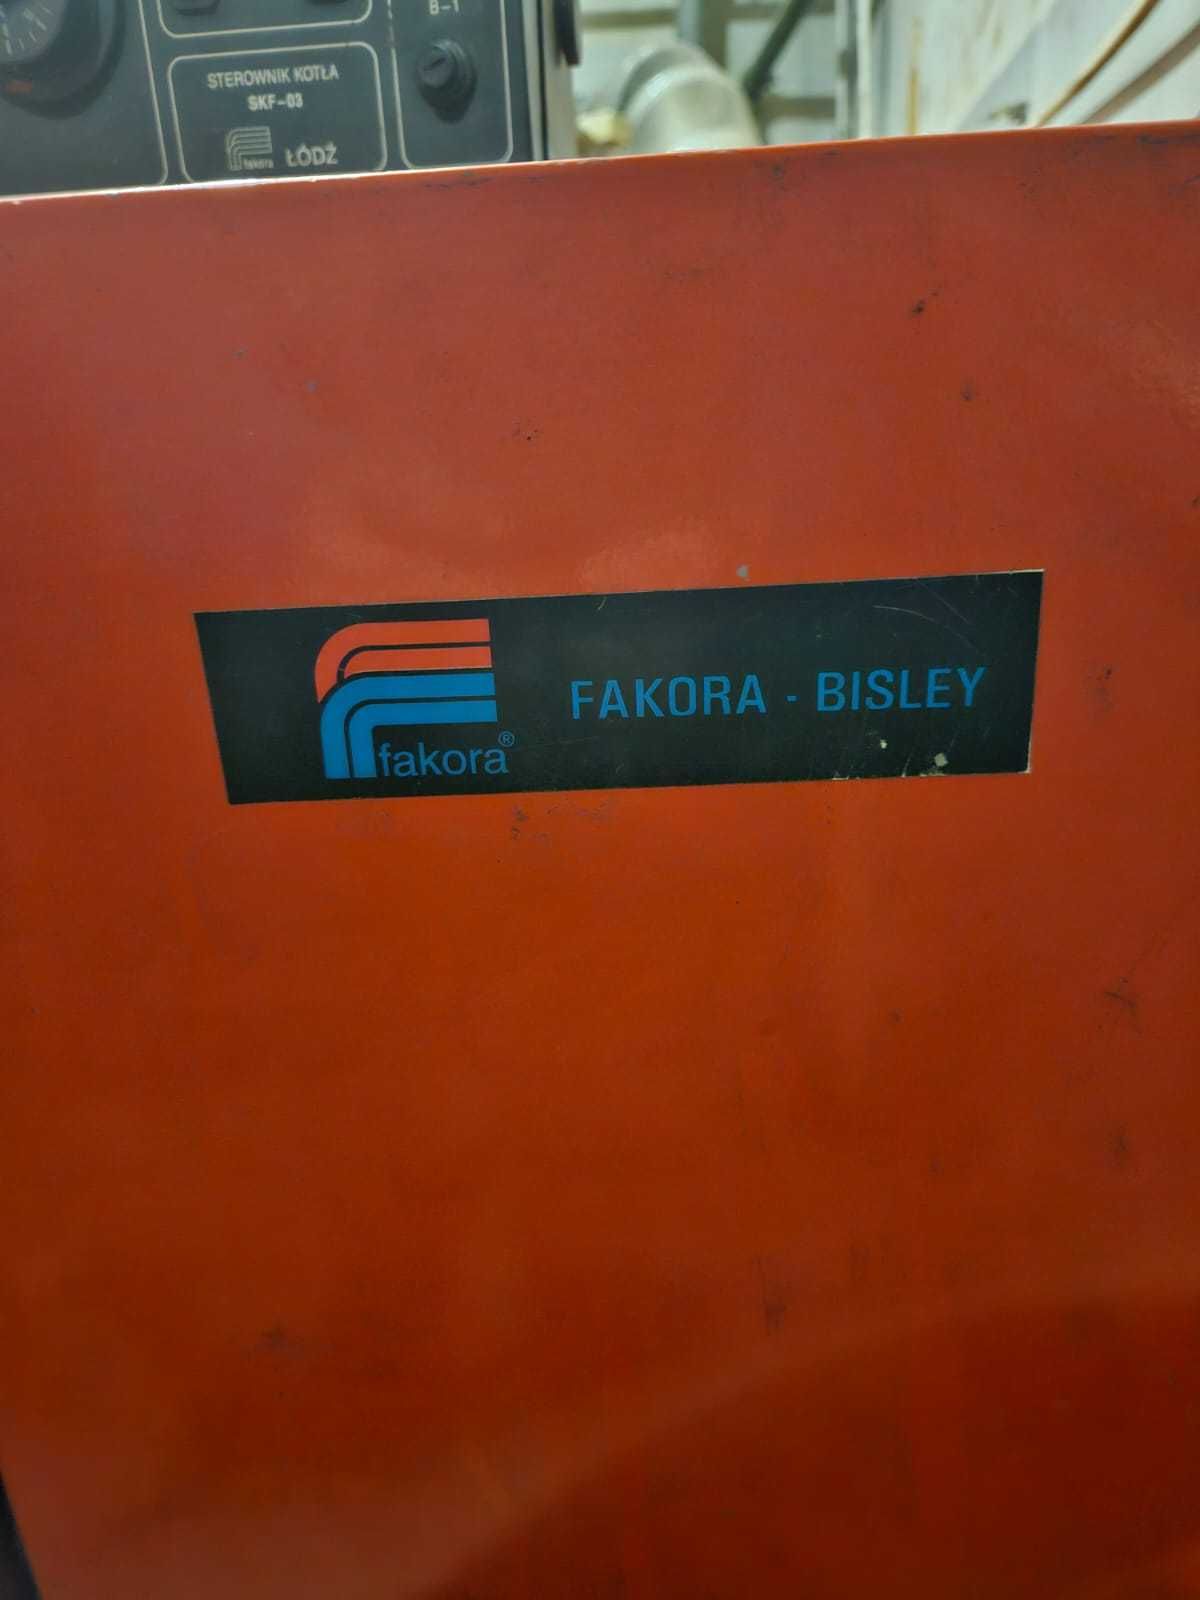 B-1
STEROWNIK KOTŁA
SKF-03
fakora ŁÓDŹ
FAKORA - BISLEY
fakora®